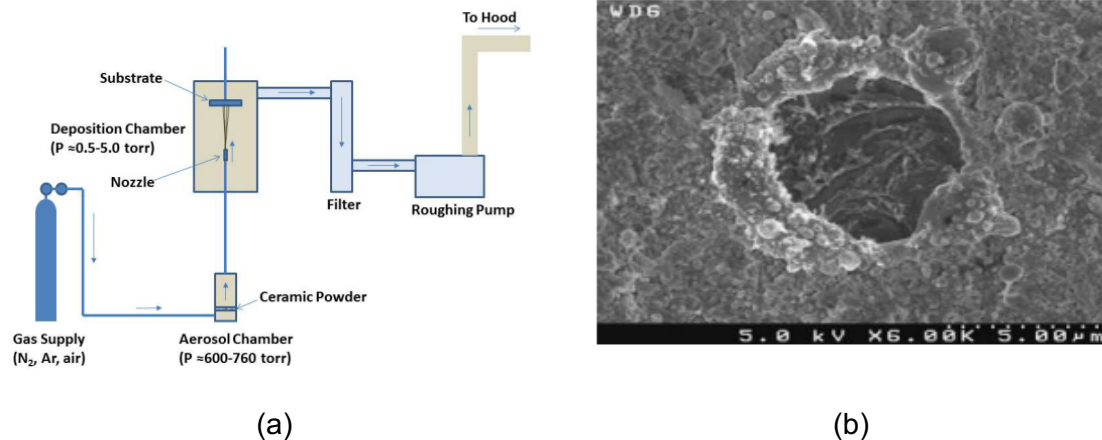 To Hood
Substrate
Deposition Chamber
(P ≈0.5-5.0 torr)
Nozzle
Filter
Roughing Pump
Ceramic Powder
Gas Supply
(N₂, Ar, air)
Aerosol Chamber
(P ≈600-760 torr)
WD6
5.0 kV X6.00K 5.00μm
(a)
(b)